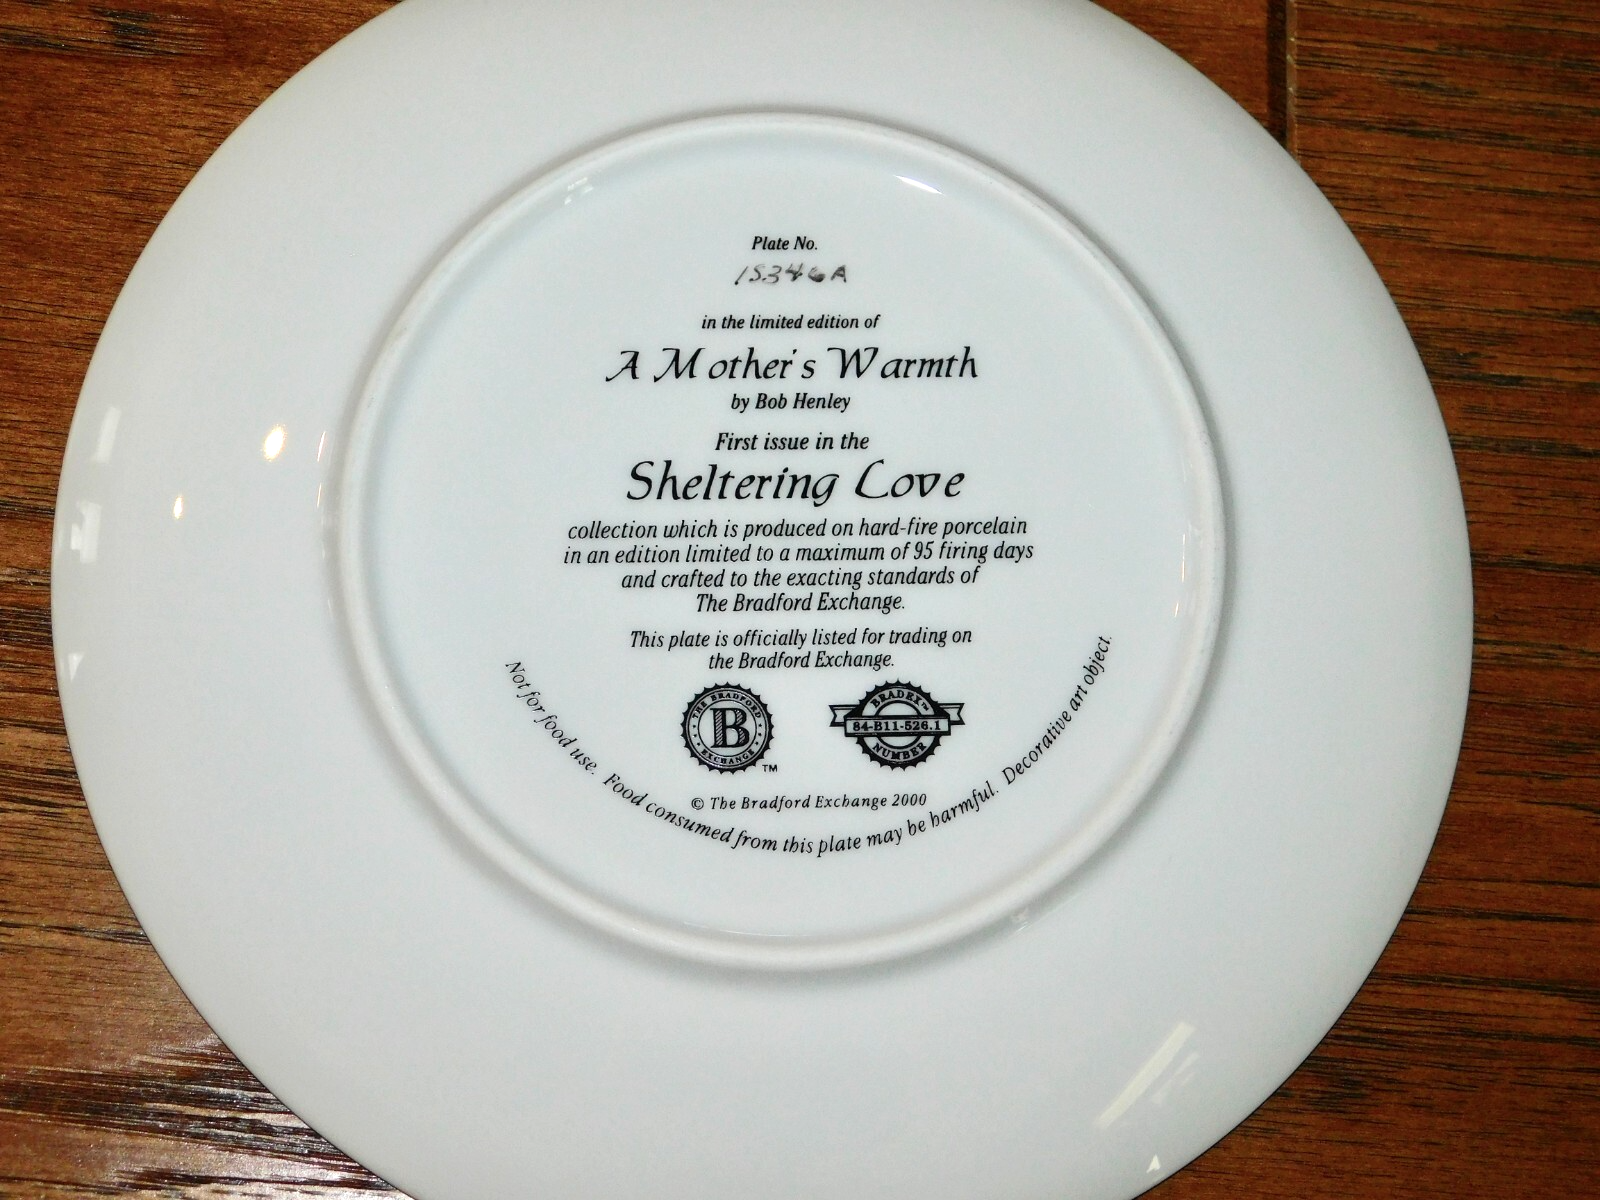 Plate No.
15346A
in the limited edition of
A Mother's Warmth
by Bob Henley
First issue in the
Sheltering Love
collection which is produced on hard-fire porcelain
in an edition limited to a maximum of 95 firing days
and crafted to the exacting standards of
The Bradford Exchange.
This plate is officially listed for trading on
the Bradford Exchange.
THE BRADFORD
B
EXCHANGE
TM
BRADEX™
84-B11-526.1
NUMBER
© The Bradford Exchange 2000
Not for food use. Food consumed from this plate may be harmful. Decorative art object.